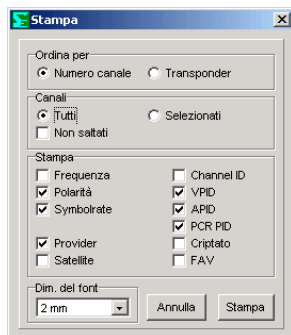 Stampa
Ordina per
Numero canale Transponder
Canali
Tutti Selezionati
Non saltati
Stampa
Frequenza Channel ID
Polarità VPID
Symbolrate APID
PCR PID
Provider Criptato
Satellite FAV
Dim. del font
2 mm Annulla Stampa